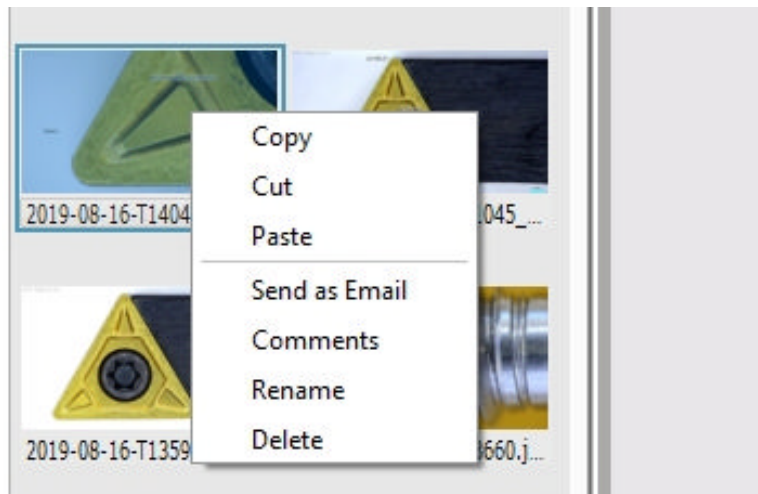 Copy
Cut
2019-08-16-T1404
1045_...
Paste
Send as Email
Comments
Rename
Delete
2019-08-16-T1359
3660.j...